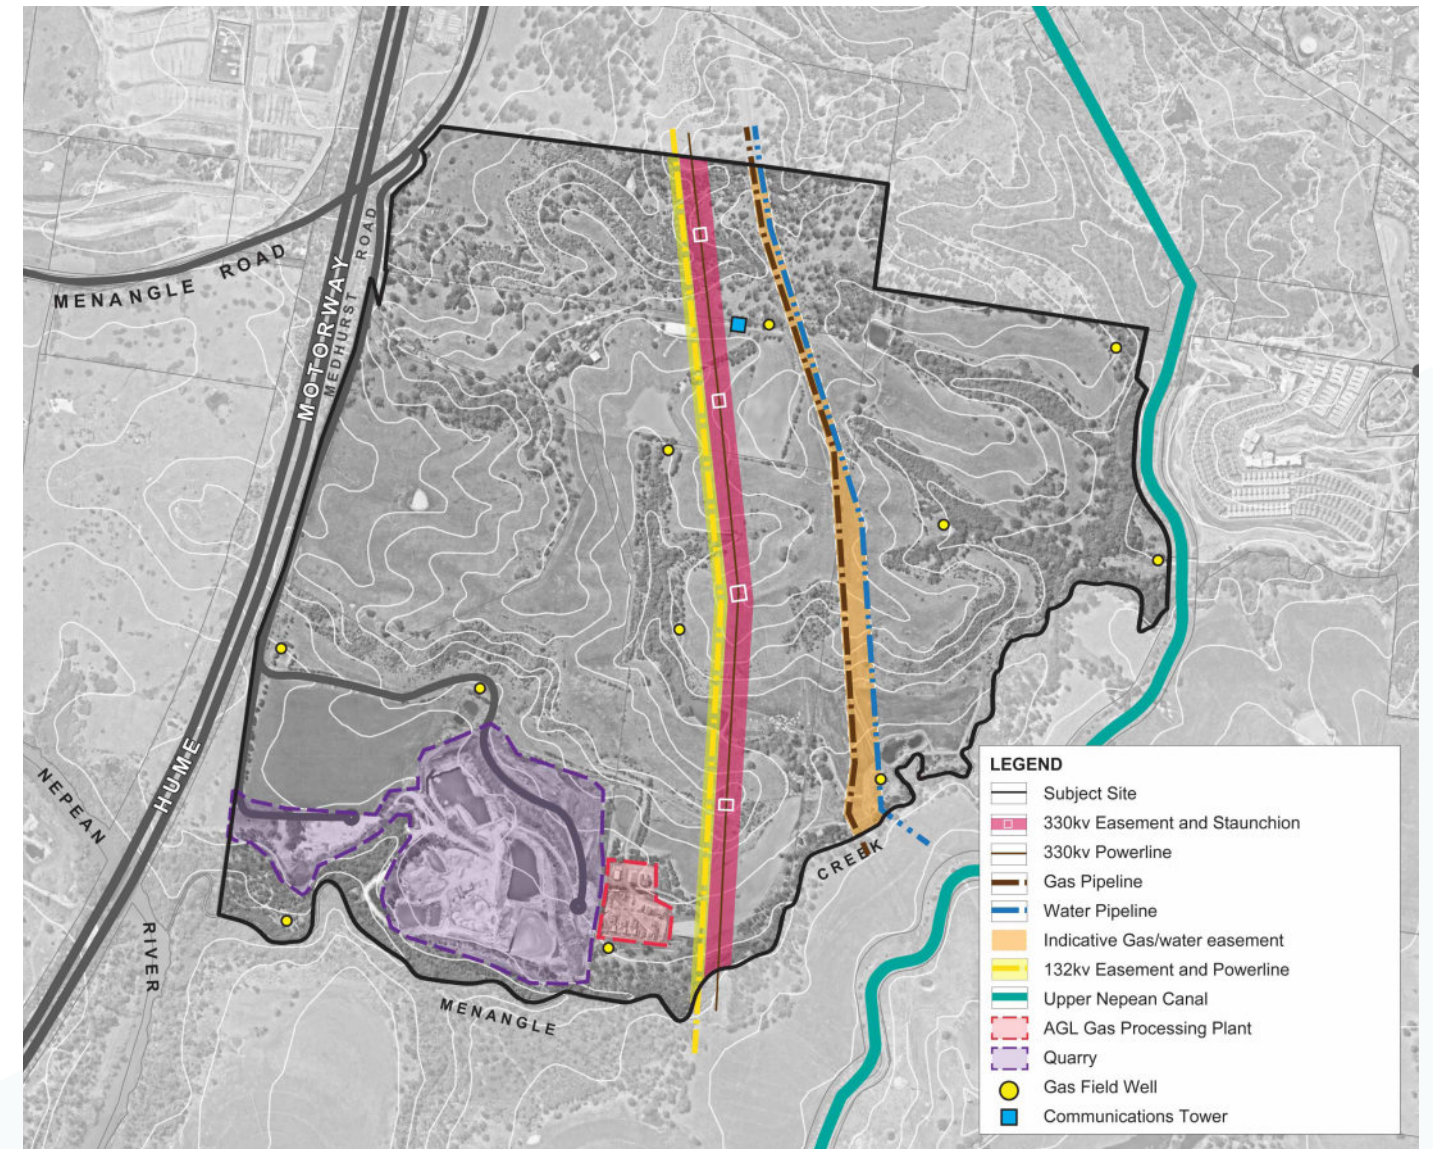 MENANGLE ROAD
MEDHURST ROAD
HUME MOTORWAY
NEPEAN RIVER
MENANGLE CREEK
LEGEND
Subject Site
330kv Easement and Staunchion
330kv Powerline
Gas Pipeline
Water Pipeline
Indicative Gas/water easement
132kv Easement and Powerline
Upper Nepean Canal
AGL Gas Processing Plant
Quarry
Gas Field Well
Communications Tower